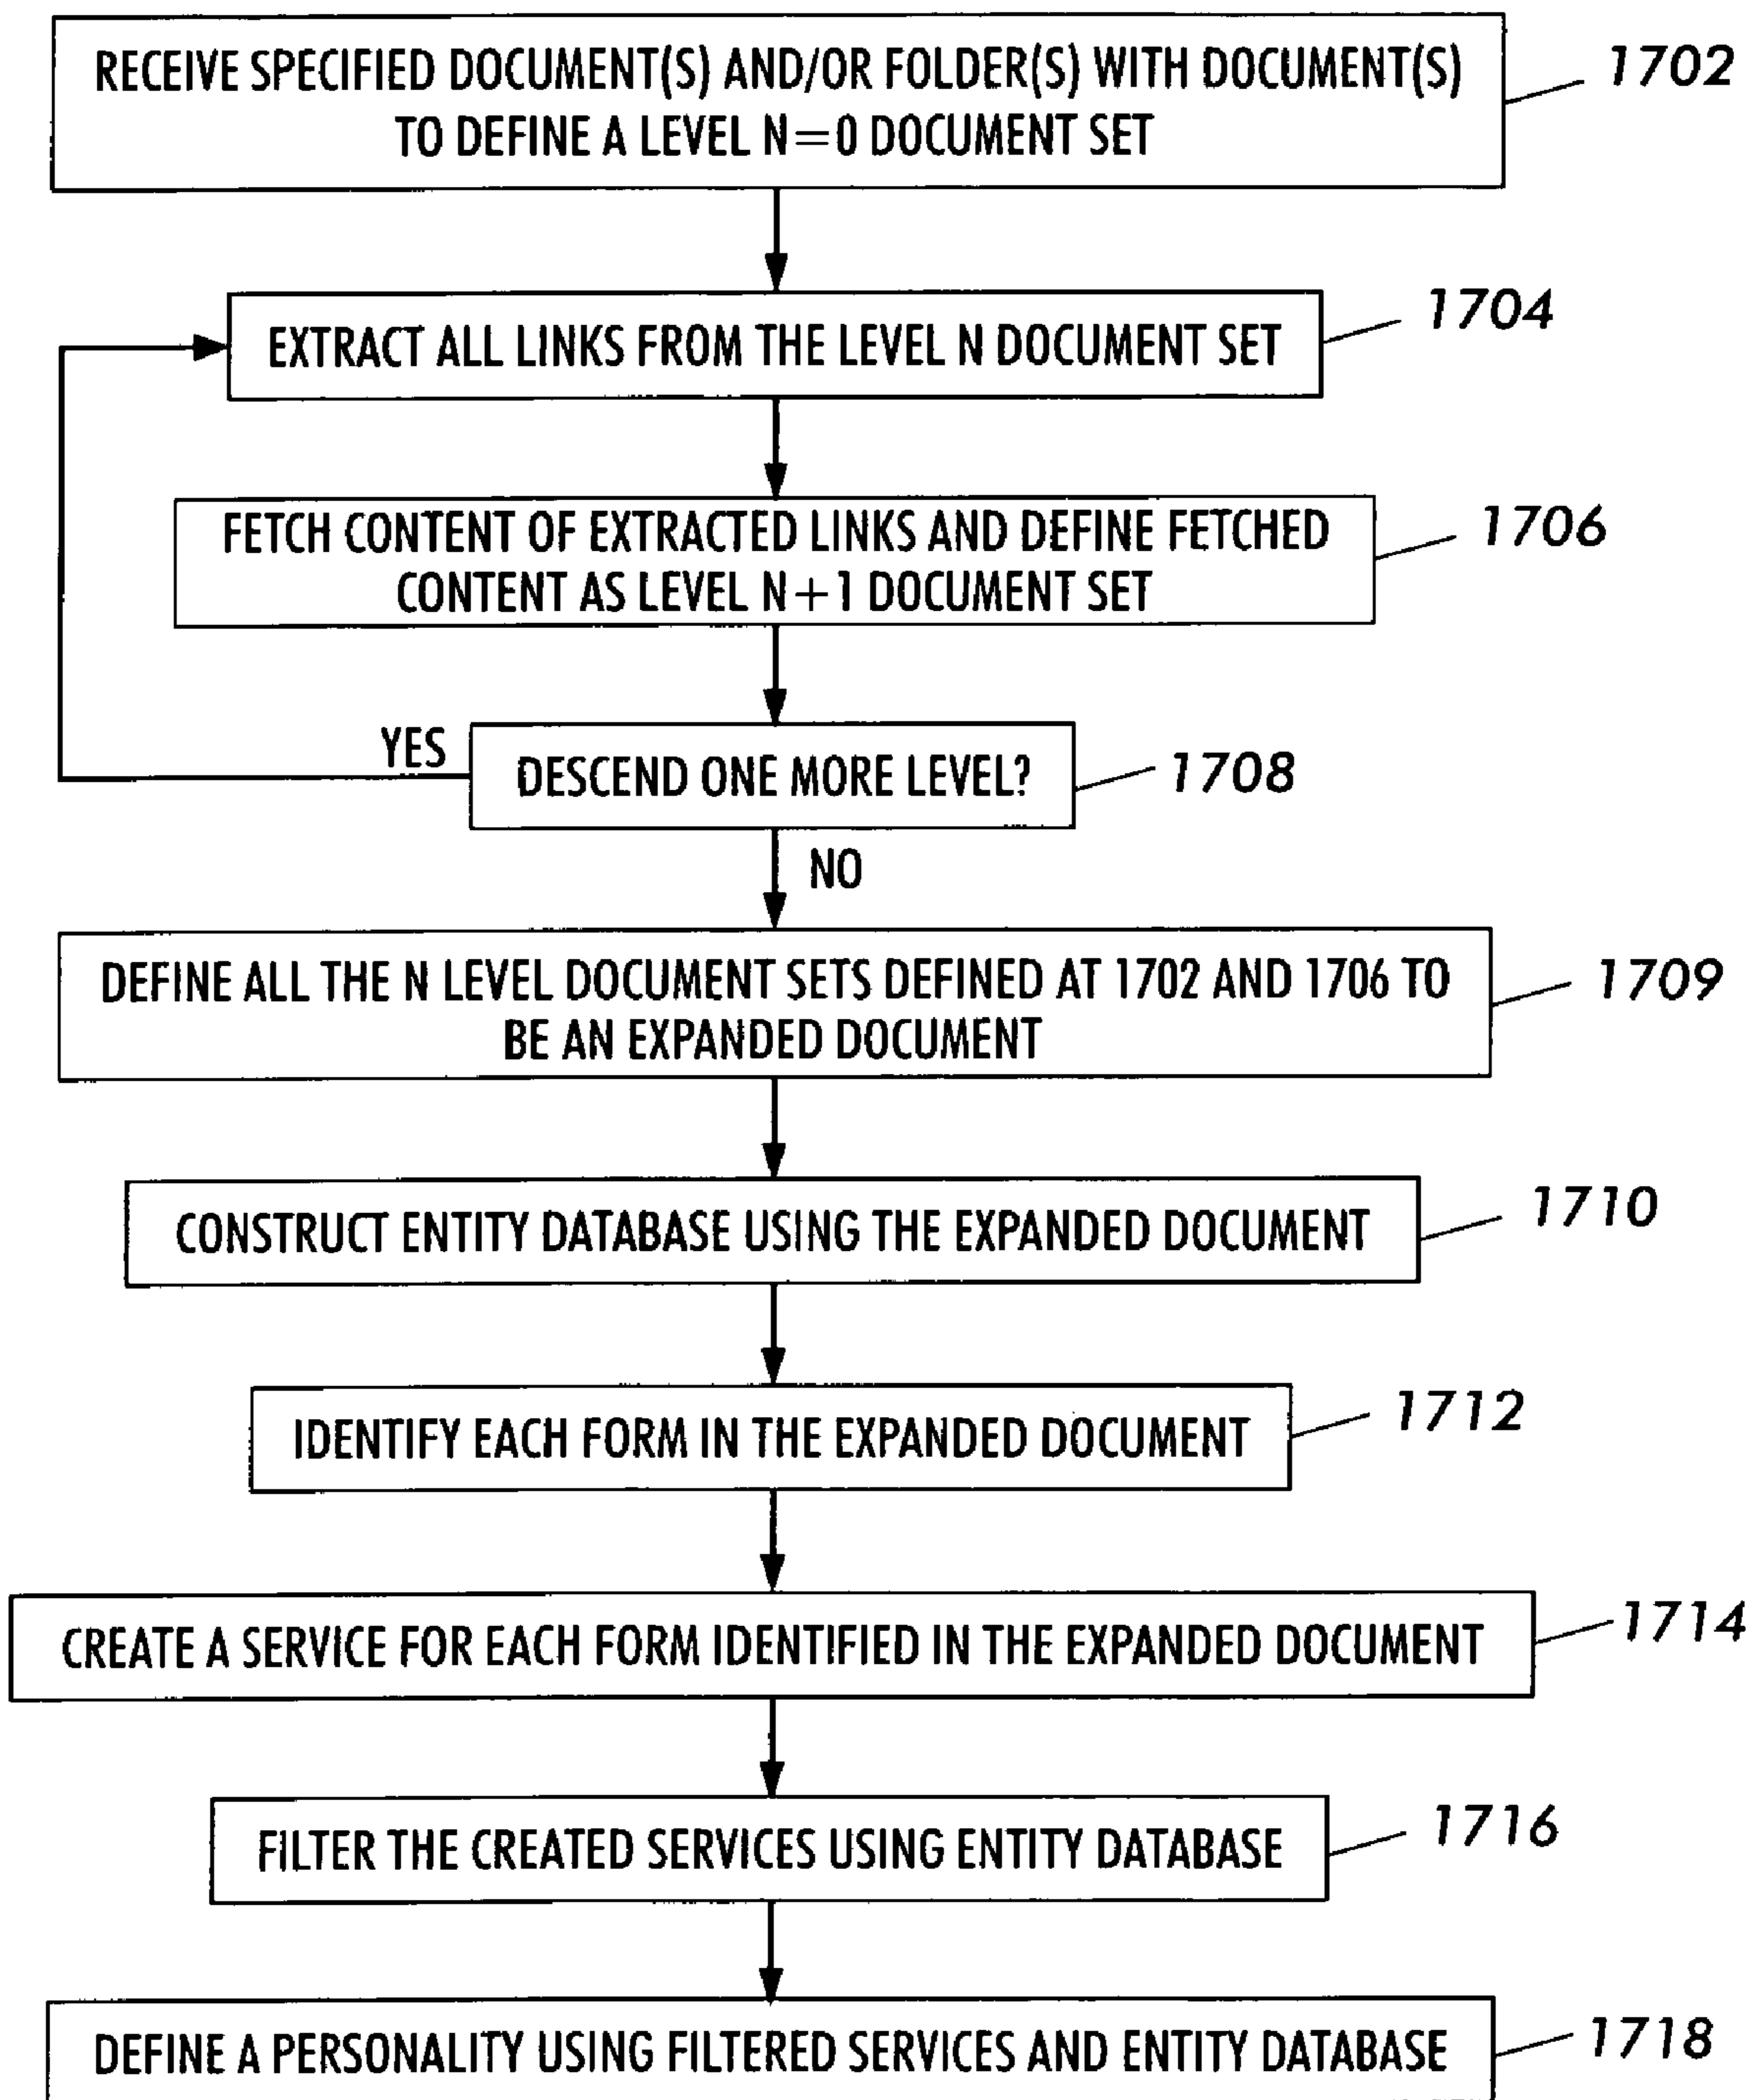 RECEIVE SPECIFIED DOCUMENT(S) AND/OR FOLDER(S) WITH DOCUMENT(S)
TO DEFINE A LEVEL N=0 DOCUMENT SET
1702
EXTRACT ALL LINKS FROM THE LEVEL N DOCUMENT SET
1704
FETCH CONTENT OF EXTRACTED LINKS AND DEFINE FETCHED
CONTENT AS LEVEL N+1 DOCUMENT SET
1706
YES
DESCEND ONE MORE LEVEL?
1708
NO
DEFINE ALL THE N LEVEL DOCUMENT SETS DEFINED AT 1702 AND 1706 TO
BE AN EXPANDED DOCUMENT
1709
CONSTRUCT ENTITY DATABASE USING THE EXPANDED DOCUMENT
1710
IDENTIFY EACH FORM IN THE EXPANDED DOCUMENT
1712
CREATE A SERVICE FOR EACH FORM IDENTIFIED IN THE EXPANDED DOCUMENT
1714
FILTER THE CREATED SERVICES USING ENTITY DATABASE
1716
DEFINE A PERSONALITY USING FILTERED SERVICES AND ENTITY DATABASE
1718